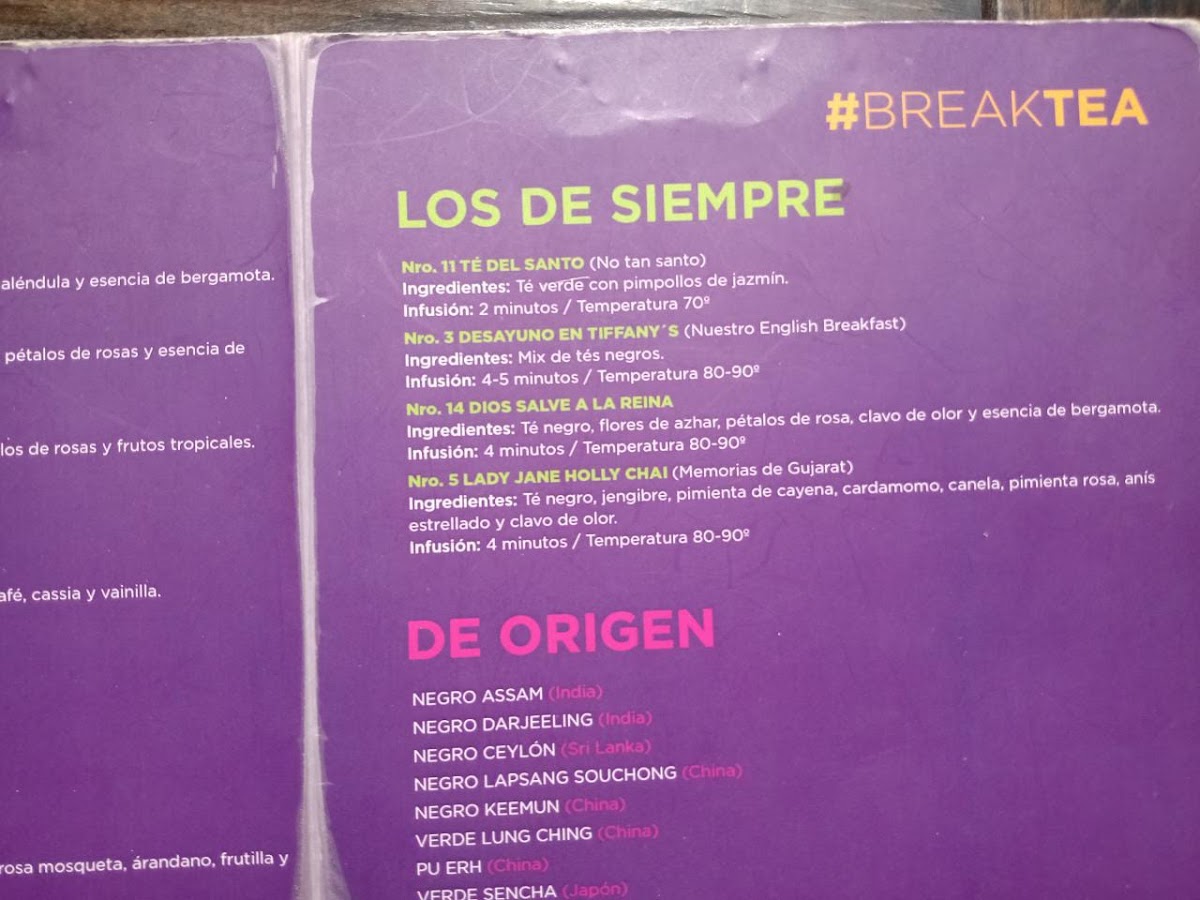 aléndula y esencia de bergamota.
pétalos de rosas y esencia de
los de rosas y frutos tropicales.
afé, cassia y vainilla.
rosa mosqueta, árandano, frutilla y
#BREAKTEA
LOS DE SIEMPRE
Nro. 11 TÉ DEL SANTO (No tan santo)
Ingredientes: Té verde con pimpollos de jazmín.
Infusión: 2 minutos / Temperatura 70º
Nro. 3 DESAYUNO EN TIFFANY´S (Nuestro English Breakfast)
Ingredientes: Mix de tés negros.
Infusión: 4-5 minutos / Temperatura 80-90º
Nro. 14 DIOS SALVE A LA REINA
Ingredientes: Té negro, flores de azhar, pétalos de rosa, clavo de olor y esencia de bergamota.
Infusión: 4 minutos / Temperatura 80-90º
Nro. 5 LADY JANE HOLLY CHAI (Memorias de Gujarat)
Ingredientes: Té negro, jengibre, pimienta de cayena, cardamomo, canela, pimienta rosa, anís
estrellado y clavo de olor.
Infusión: 4 minutos / Temperatura 80-90º
DE ORIGEN
NEGRO ASSAM (India)
NEGRO DARJEELING (India)
NEGRO CEYLÓN (Sri Lanka)
NEGRO LAPSANG SOUCHONG (China)
NEGRO KEEMUN (China)
VERDE LUNG CHING (China)
PU ERH (China)
VERDE SENCHA (Japón)